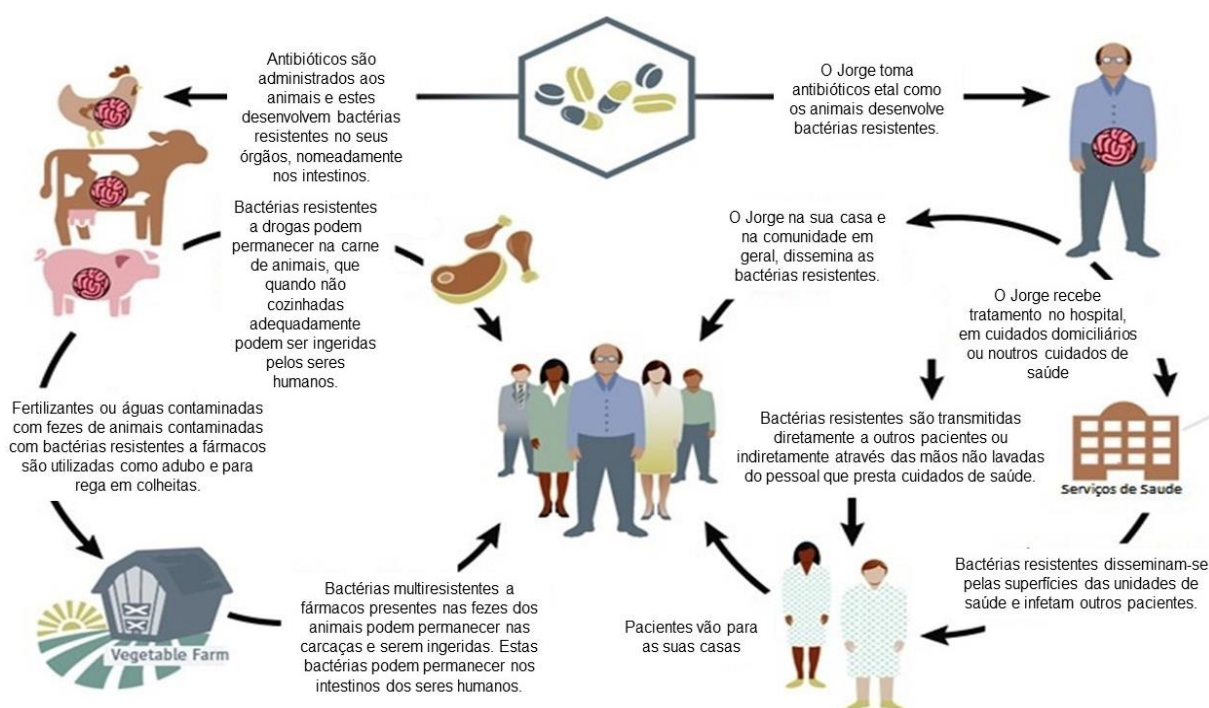 Antibióticos são
administrados aos
animais e estes
desenvolvem bactérias
resistentes no seus
órgãos, nomeadamente
nos intestinos.
O Jorge toma
antibióticos etal como
os animais desenvolve
bactérias resistentes.
Bactérias resistentes
a drogas podem
permanecer na carne
de animais, que
quando não
cozinhadas
adequadamente
podem ser ingeridas
pelos seres
humanos.
O Jorge na sua casa e
na comunidade em
geral, dissemina as
bactérias resistentes.
O Jorge recebe
tratamento no hospital,
em cuidados domiciliários
ou noutros cuidados de
saúde
Fertilizantes ou águas contaminadas
com fezes de animais contaminadas
com bactérias resistentes a fármacos
são utilizadas como adubo e para
rega em colheitas.
Bactérias resistentes são transmitidas
diretamente a outros pacientes ou
indiretamente através das mãos não lavadas
do pessoal que presta cuidados de saúde.
Serviços de Saude
Vegetable Farm
Bactérias multiresistentes a
fármacos presentes nas fezes dos
animais podem permanecer nas
carcaças e serem ingeridas. Estas
bactérias podem permanecer nos
intestinos dos seres humanos.
Pacientes vão para
as suas casas
Bactérias resistentes disseminam-se
pelas superfícies das unidades de
saúde e infetam outros pacientes.